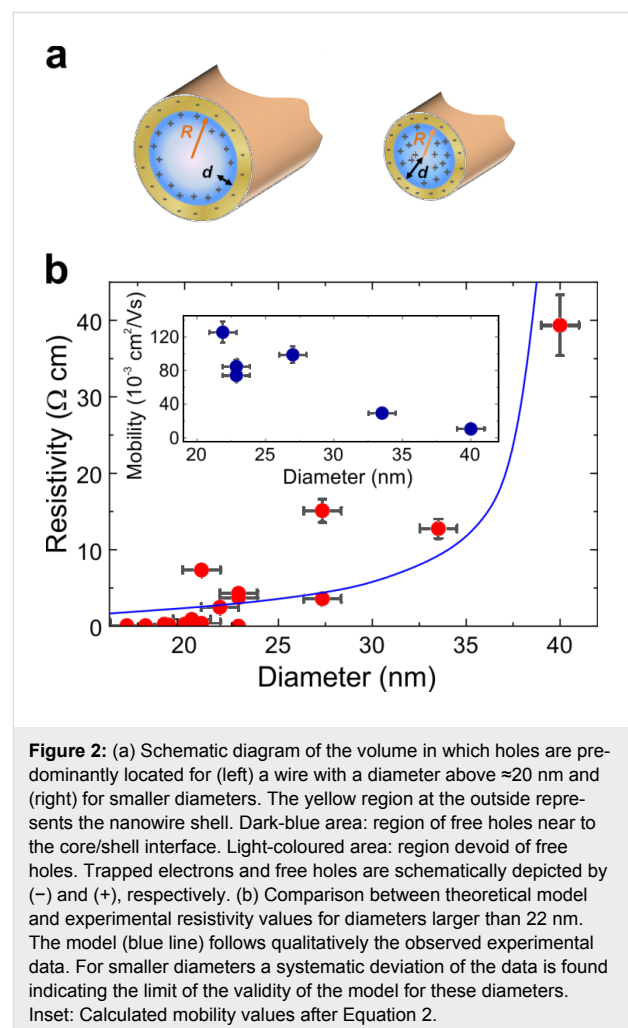 a
R
d
R
d
b
Resistivity (Ω cm)
40
30
20
10
0
20
25
30
35
40
Diameter (nm)
Mobility (10⁻³ cm²/Vs)
120
80
40
0
20
25
30
35
40
Diameter (nm)
Figure 2: (a) Schematic diagram of the volume in which holes are pre-
dominantly located for (left) a wire with a diameter above ≈20 nm and
(right) for smaller diameters. The yellow region at the outside repre-
sents the nanowire shell. Dark-blue area: region of free holes near to
the core/shell interface. Light-coloured area: region devoid of free
holes. Trapped electrons and free holes are schematically depicted by
(−) and (+), respectively. (b) Comparison between theoretical model
and experimental resistivity values for diameters larger than 22 nm.
The model (blue line) follows qualitatively the observed experimental
data. For smaller diameters a systematic deviation of the data is found
indicating the limit of the validity of the model for these diameters.
Inset: Calculated mobility values after Equation 2.